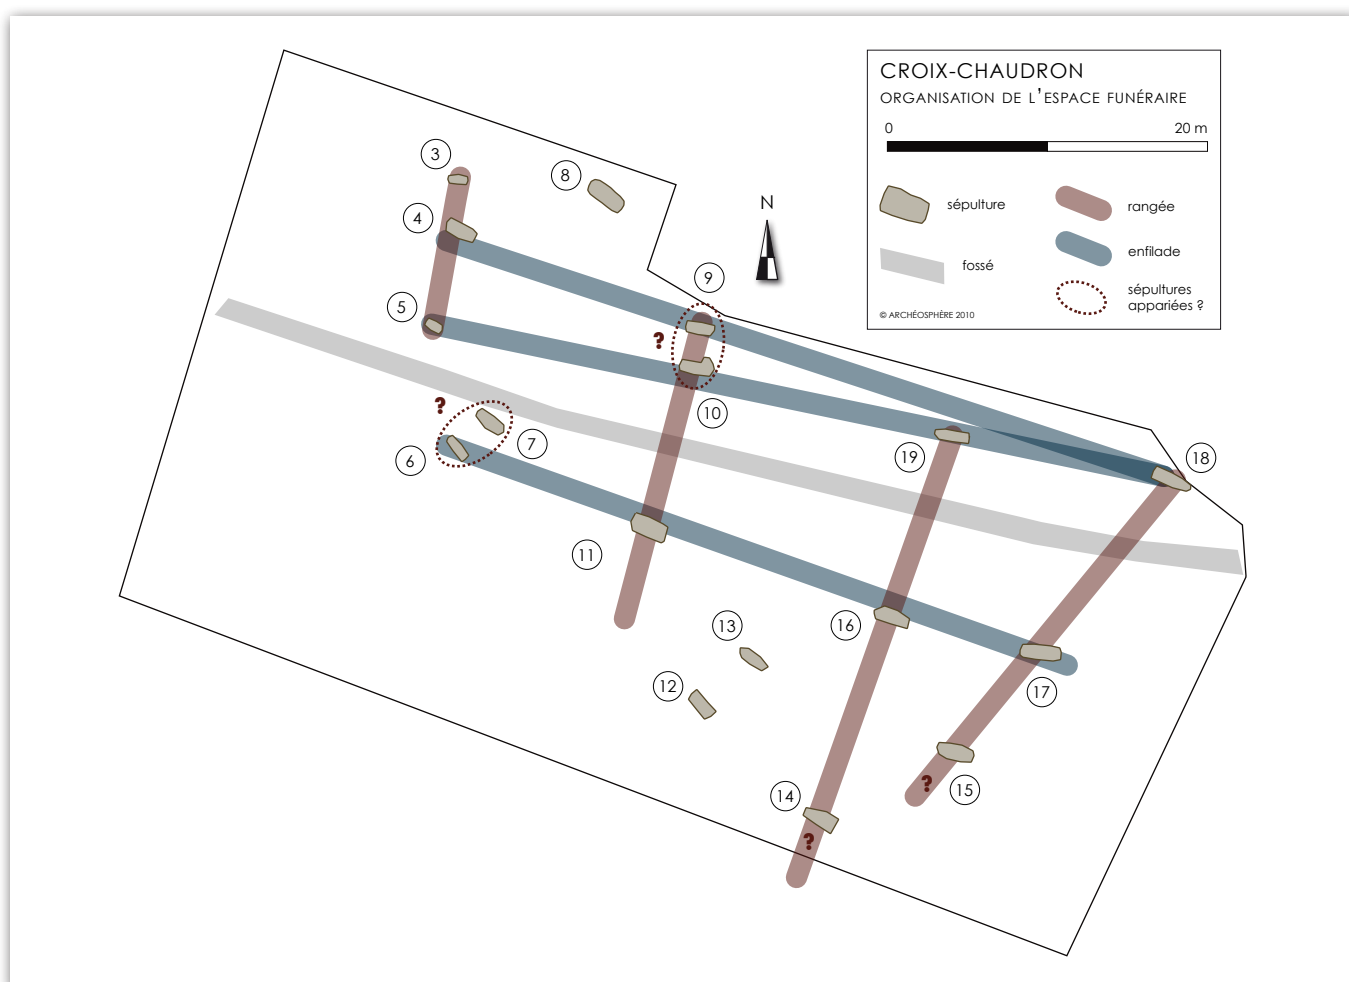 CROIX-CHAUDRON
ORGANISATION DE L'ESPACE FUNÉRAIRE
0 20 m
sépulture
rangée
fossé
enfilade
sépultures
appariées ?
© ARCHÉOSPHÈRE 2010
N
3
8
4
9
5
?
?
10
7
6
19
18
11
13
16
12
17
14
15
?
?